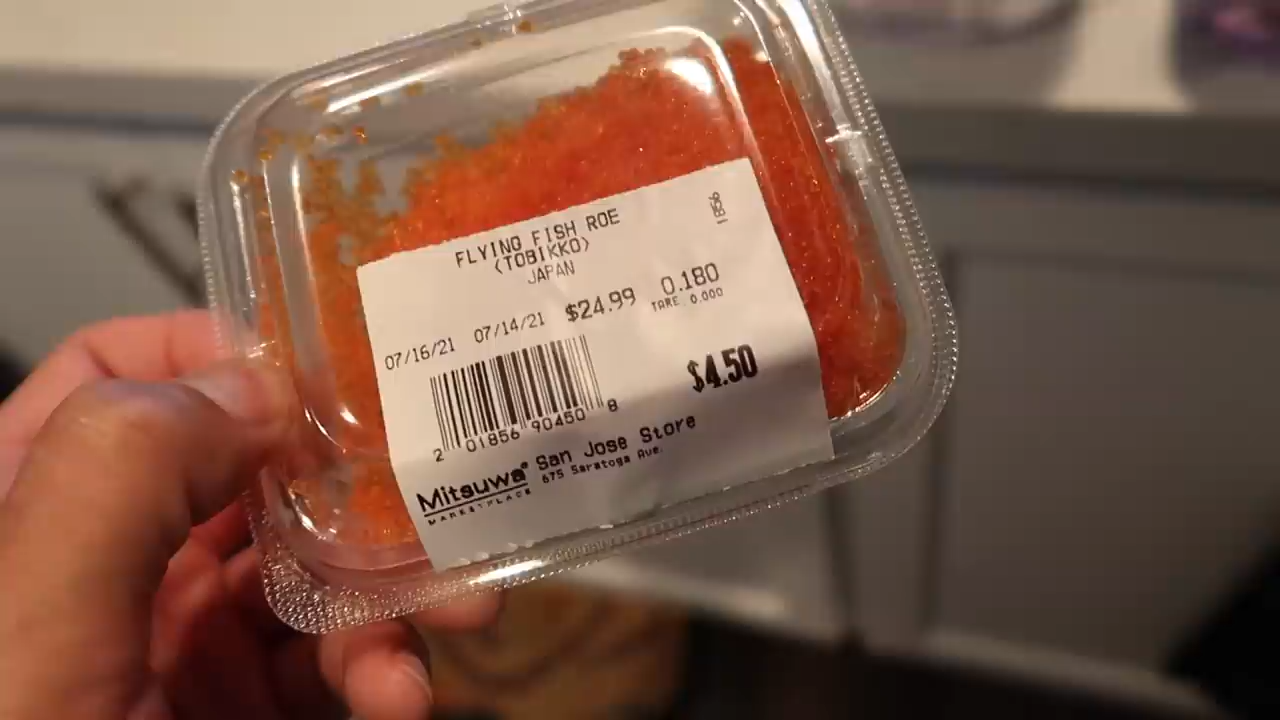 FLYING FISH ROE
(TOBIKKO)
JAPAN
07/16/21 07/14/21 $24.99 0.180
TARE 0.000
$4.50
2 01856 90450 8
Mitsuwa® San Jose Store
MARKETPLACE 675 Saratoga Ave.